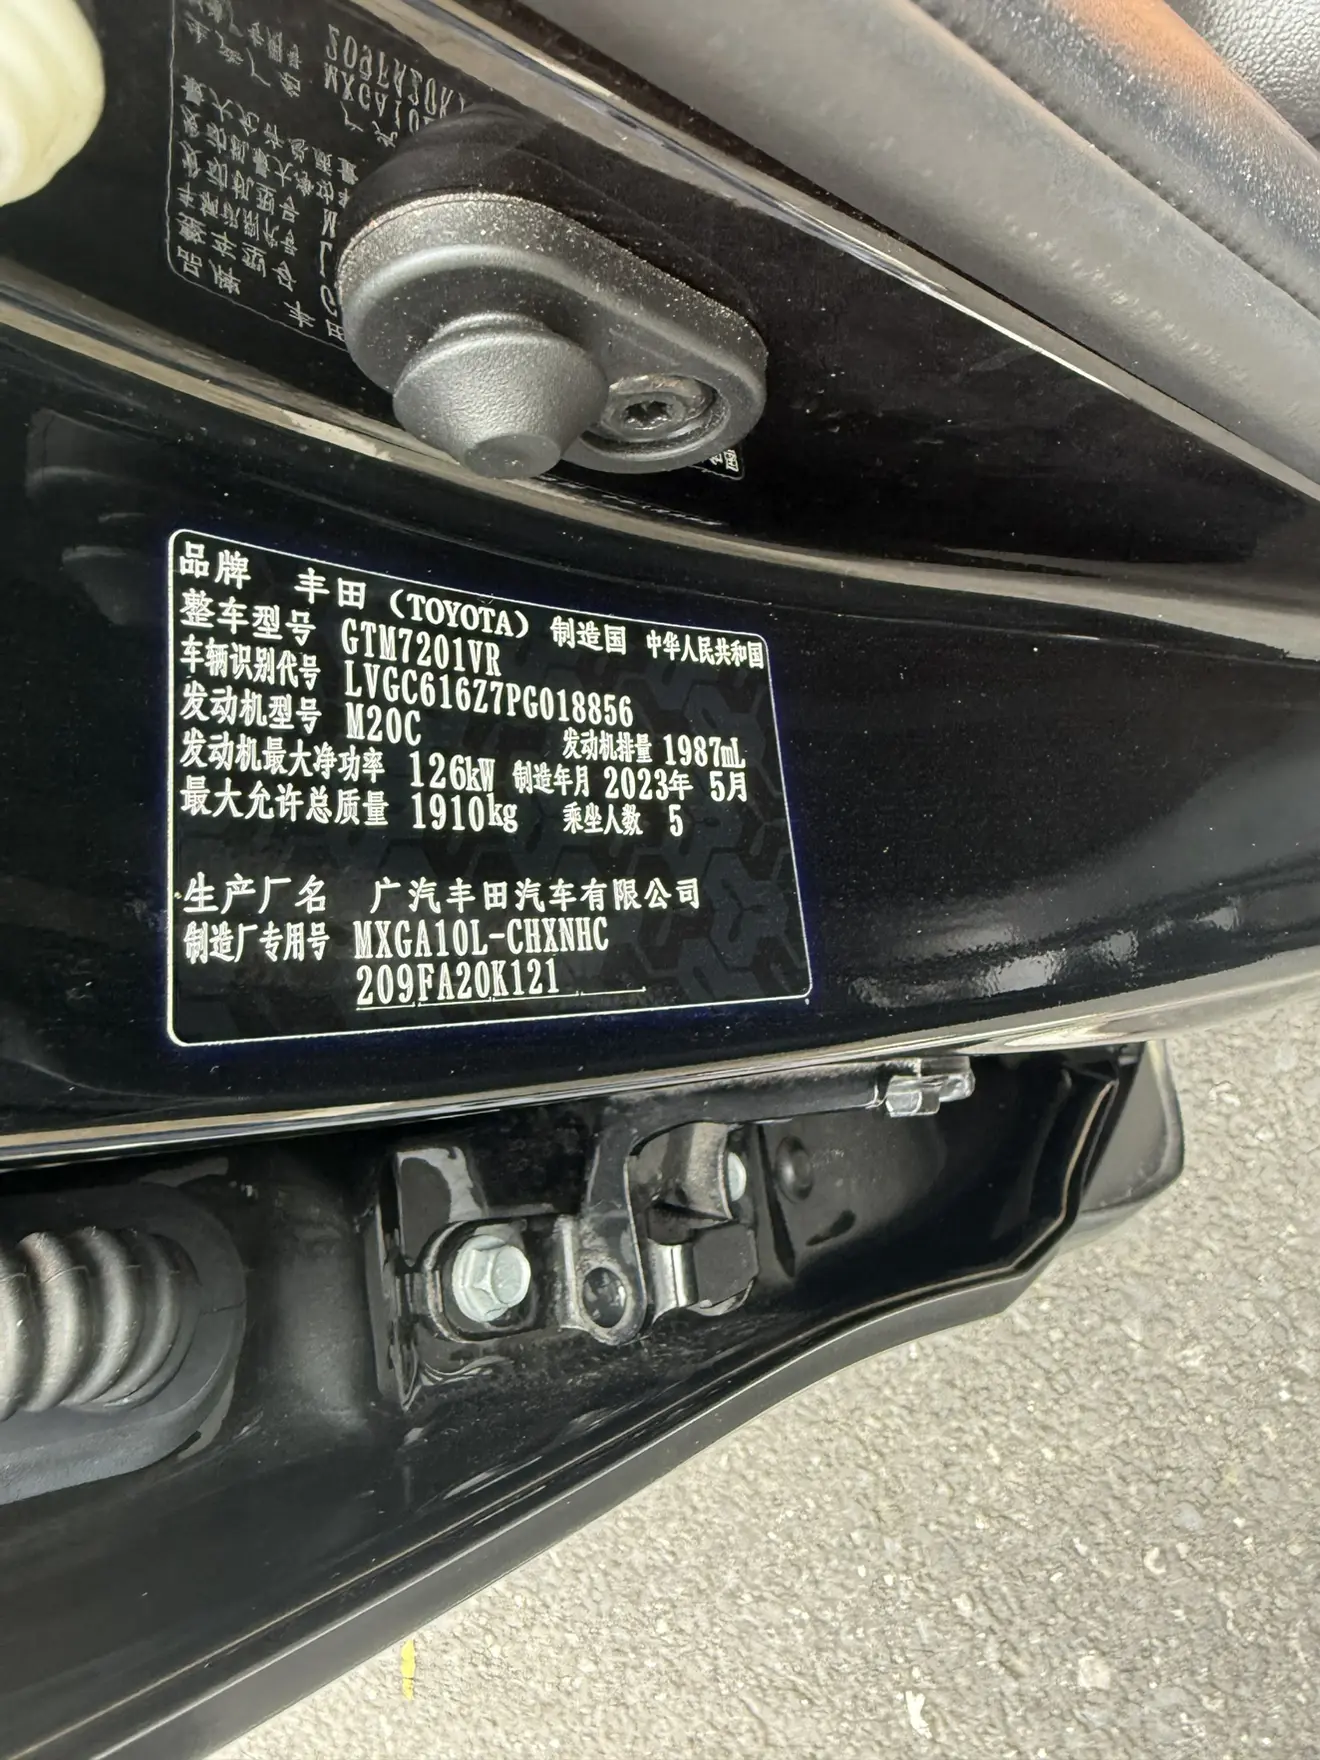 品牌 丰田（TOYOTA） 制造国 中华人民共和国
整车型号 GTM7201VR
车辆识别代号 LVGC616Z7PG018856
发动机型号 M20C 发动机排量 1987mL
发动机最大净功率 126kW 制造年月 2023年 5月
最大允许总质量 1910kg 乘坐人数 5
生产厂名 广汽丰田汽车有限公司
制造厂专用号 MXGA10L-CHXNHC
209FA20K121